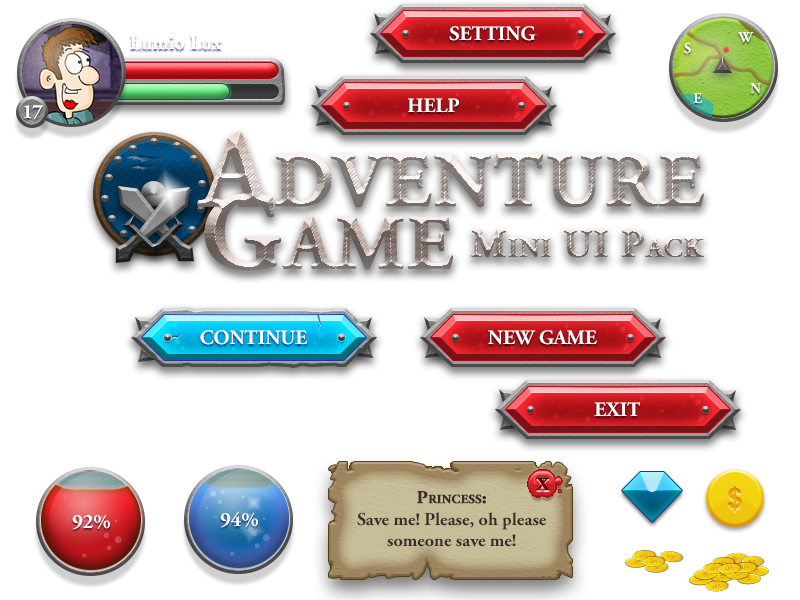 Lumio Lux
17
SETTING
HELP
S
W
E
N
ADVENTURE
GAME
MINI UI PACK
CONTINUE
NEW GAME
EXIT
92%
94%
X
PRINCESS:
Save me! Please, oh please
someone save me!
$